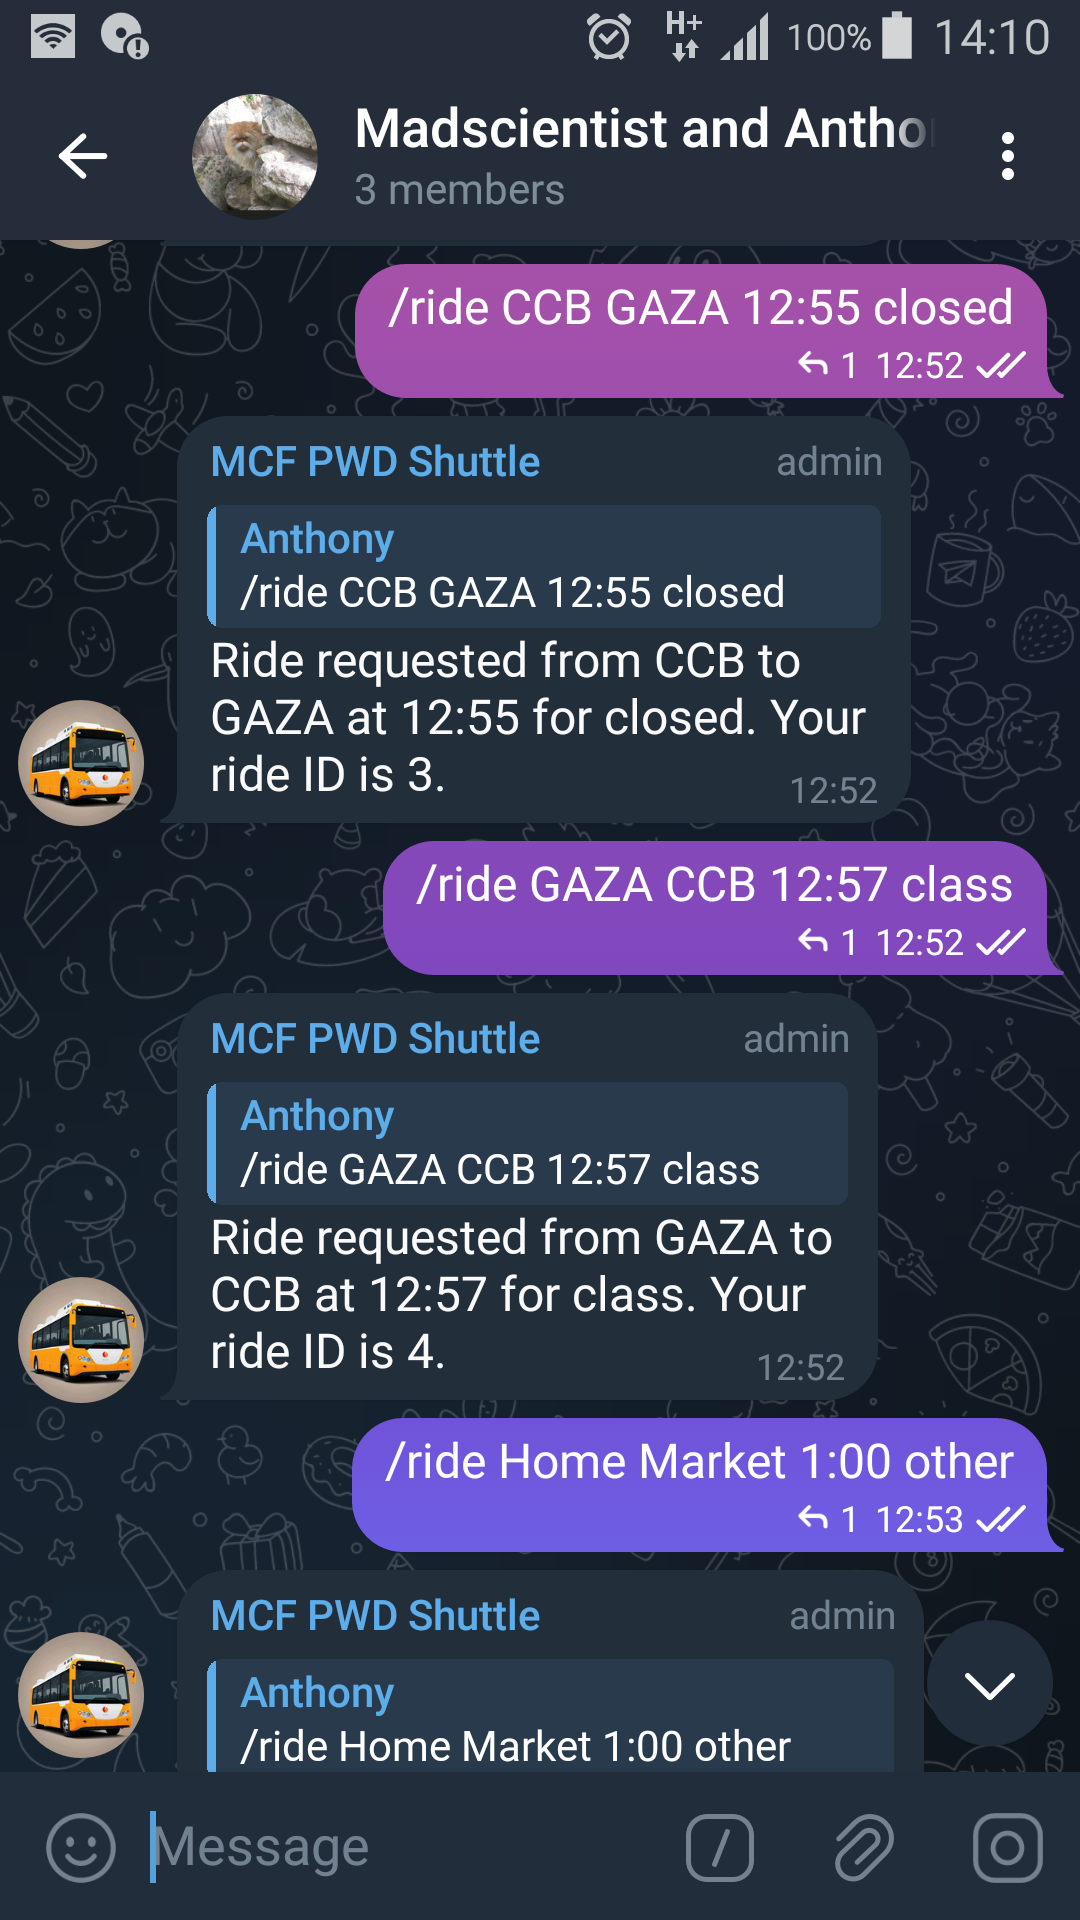 H+ 100% 14:10
Madscientist and Antho
3 members
/ride CCB GAZA 12:55 closed
1 12:52
MCF PWD Shuttle admin
Anthony
/ride CCB GAZA 12:55 closed
Ride requested from CCB to
GAZA at 12:55 for closed. Your
ride ID is 3.
12:52
/ride GAZA CCB 12:57 class
1 12:52
MCF PWD Shuttle admin
Anthony
/ride GAZA CCB 12:57 class
Ride requested from GAZA to
CCB at 12:57 for class. Your
ride ID is 4.
12:52
/ride Home Market 1:00 other
1 12:53
MCF PWD Shuttle admin
Anthony
/ride Home Market 1:00 other
Message